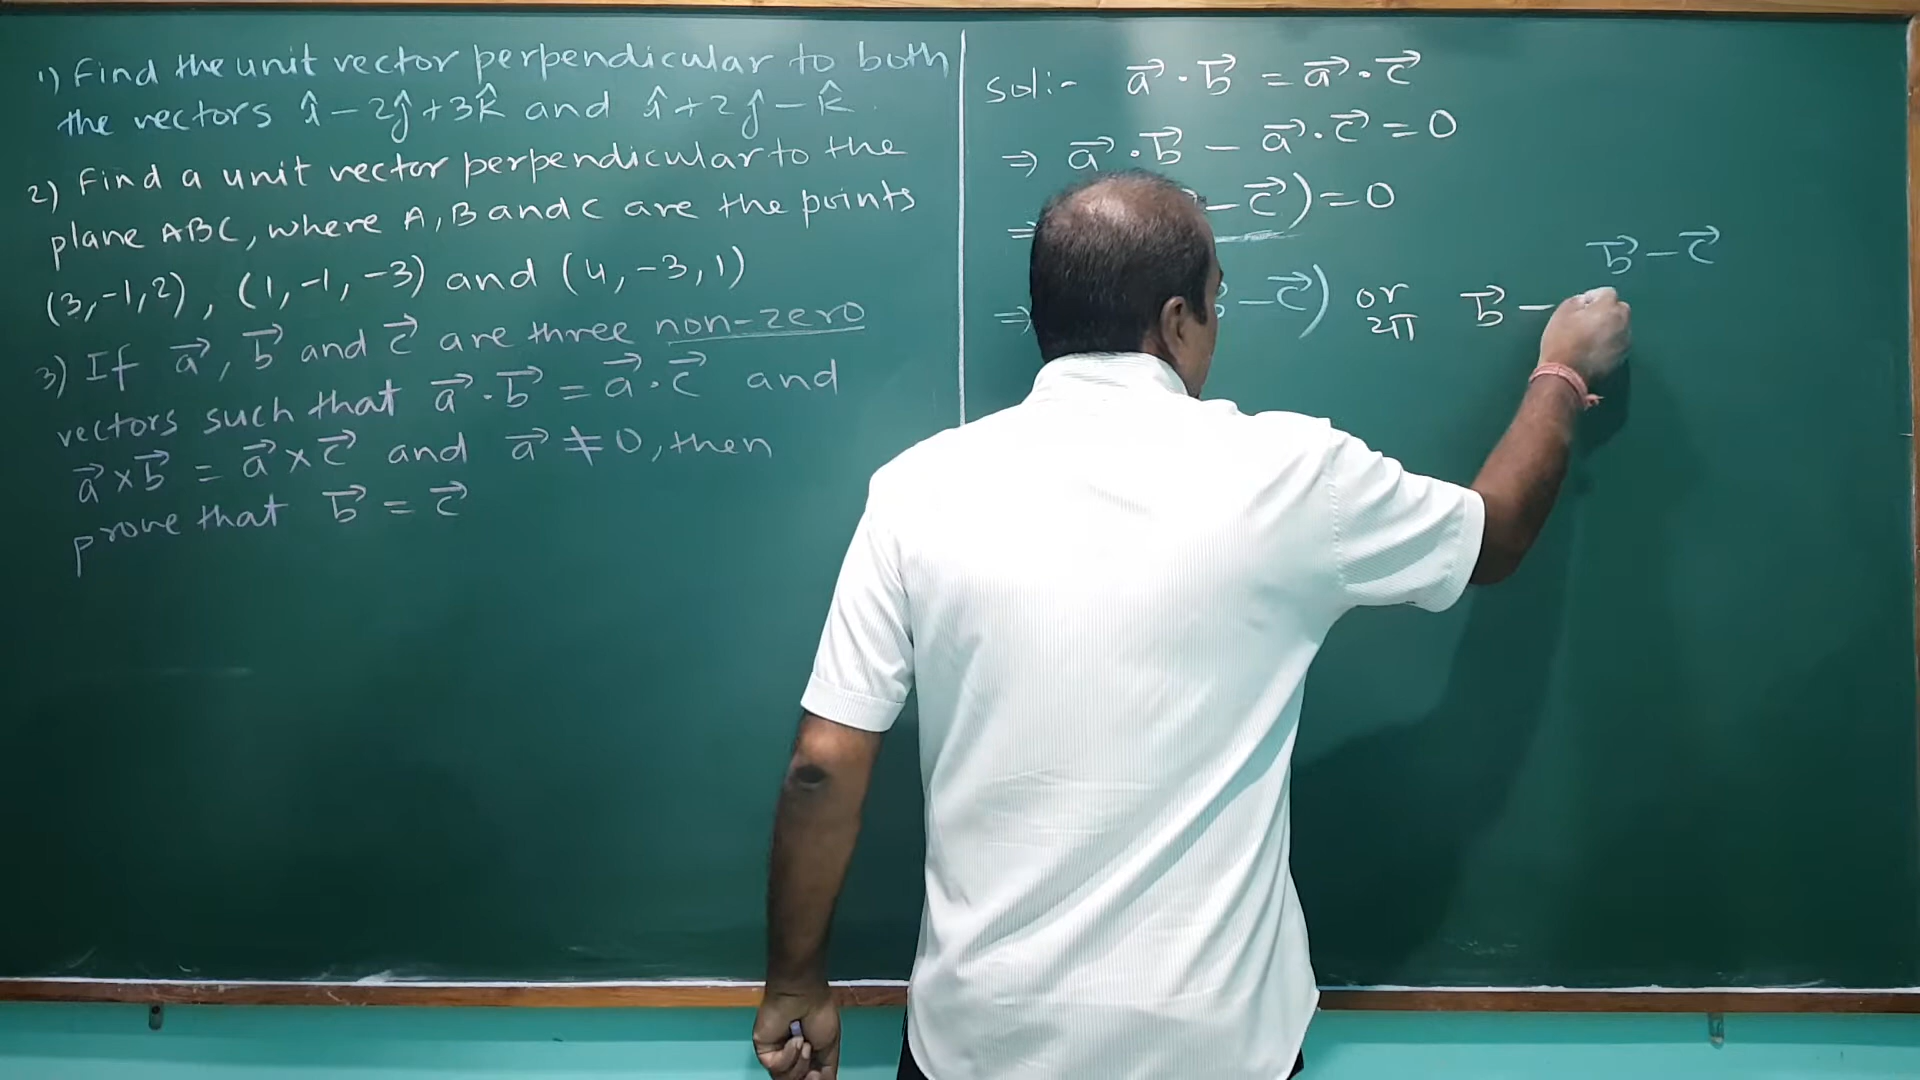 1) Find the unit vector perpendicular to both
the vectors î - 2ĵ + 3k̂ and î + 2ĵ - k̂.
2) Find a unit vector perpendicular to the
plane ABC, where A, B and C are the points
(3, -1, 2), (1, -1, -3) and (4, -3, 1)
3) If a⃗, b⃗ and c⃗ are three non-zero
vectors such that a⃗ · b⃗ = a⃗ · c⃗ and
a⃗ × b⃗ = a⃗ × c⃗ and a⃗ ≠ 0, then
prove that b⃗ = c⃗
Sol:- a⃗ · b⃗ = a⃗ · c⃗
⇒ a⃗ · b⃗ - a⃗ · c⃗ = 0
⇒ - c⃗) = 0
b⃗ - c⃗
⇒ - c⃗) or या b⃗ -